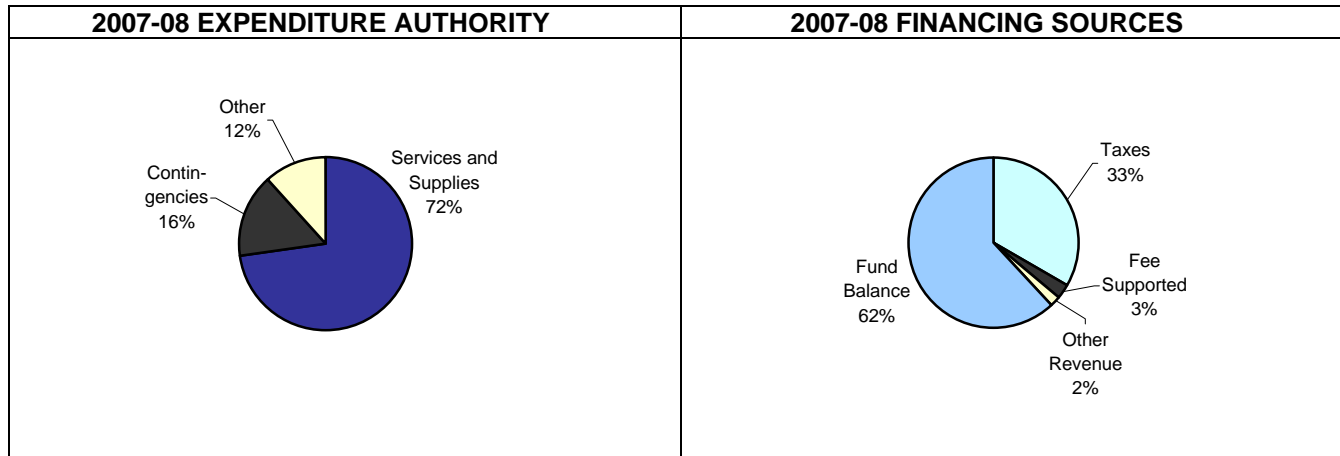 2007-08 EXPENDITURE AUTHORITY
Other
12%
Contin-
gencies
16%
Services and
Supplies
72%
2007-08 FINANCING SOURCES
Taxes
33%
Fee
Supported
3%
Other
Revenue
2%
Fund
Balance
62%